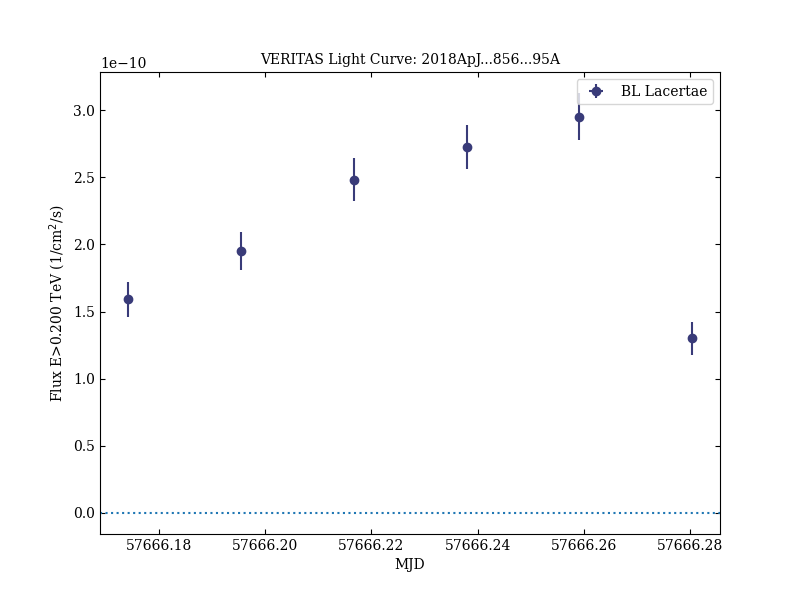 VERITAS Light Curve: 2018ApJ...856...95A
1e−10
BL Lacertae
3.0
2.5
2.0
1.5
1.0
0.5
0.0
Flux E>0.200 TeV (1/cm²/s)
57666.18 57666.20 57666.22 57666.24 57666.26 57666.28
MJD